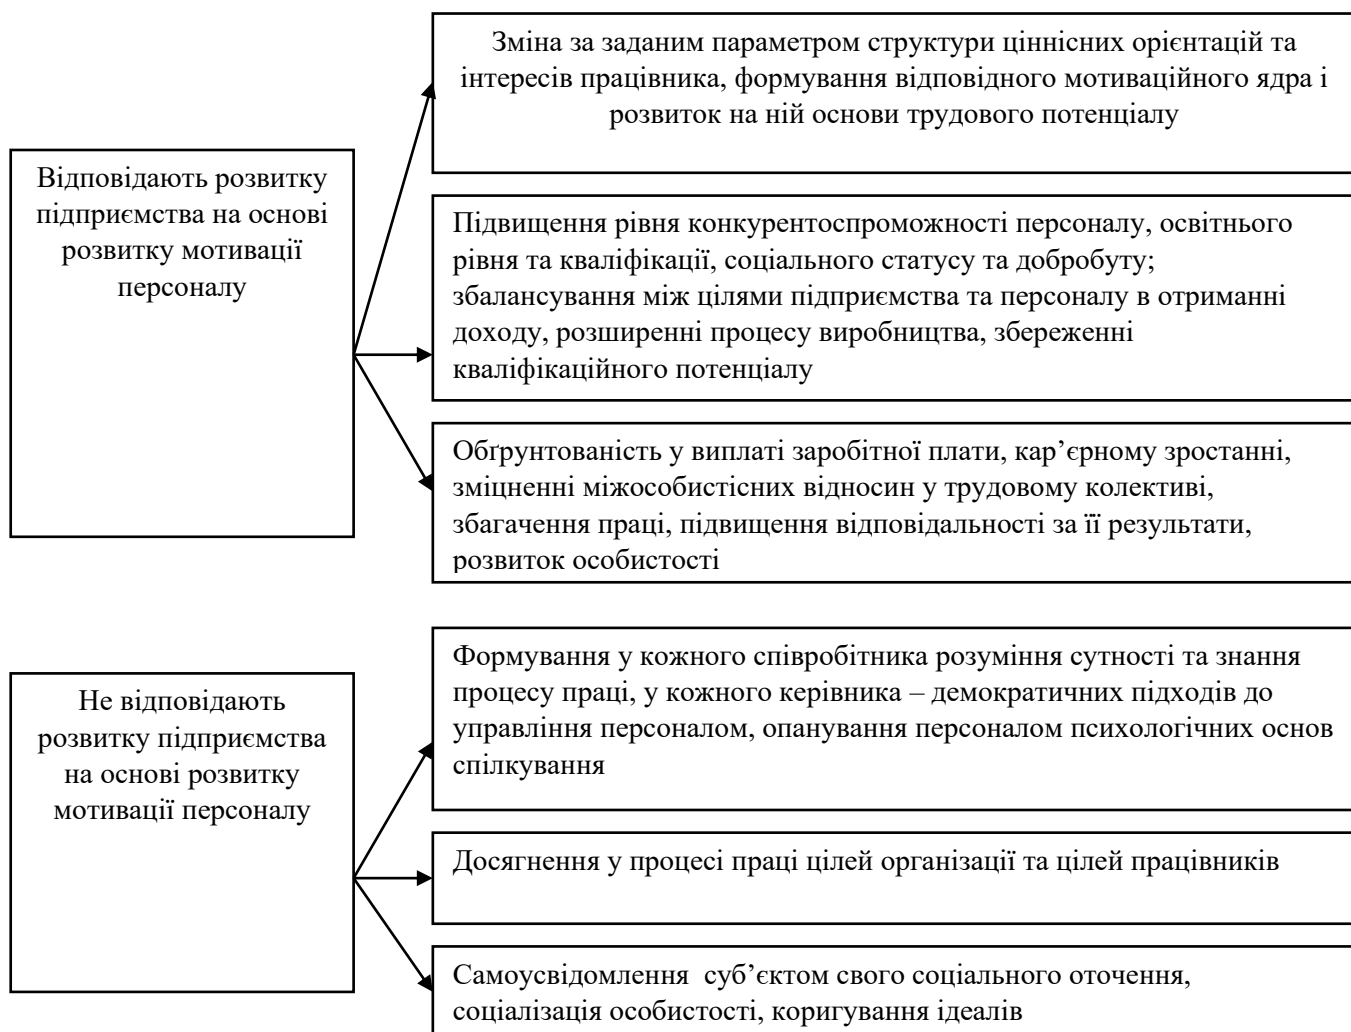 Зміна за заданим параметром структури ціннісних орієнтацій та
інтересів працівника, формування відповідного мотиваційного ядра і
розвиток на ній основи трудового потенціалу
Відповідають розвитку
підприємства на основі
розвитку мотивації
персоналу
Підвищення рівня конкурентоспроможності персоналу, освітнього
рівня та кваліфікації, соціального статусу та добробуту;
збалансування між цілями підприємства та персоналу в отриманні
доходу, розширенні процесу виробництва, збереженні
кваліфікаційного потенціалу
Обґрунтованість у виплаті заробітної плати, кар’єрному зростанні,
зміцненні міжособистісних відносин у трудовому колективі,
збагачення праці, підвищення відповідальності за її результати,
розвиток особистості
Не відповідають
розвитку підприємства
на основі розвитку
мотивації персоналу
Формування у кожного співробітника розуміння сутності та знання
процесу праці, у кожного керівника – демократичних підходів до
управління персоналом, опанування персоналом психологічних основ
спілкування
Досягнення у процесі праці цілей організації та цілей працівників
Самоусвідомлення  суб’єктом свого соціального оточення,
соціалізація особистості, коригування ідеалів